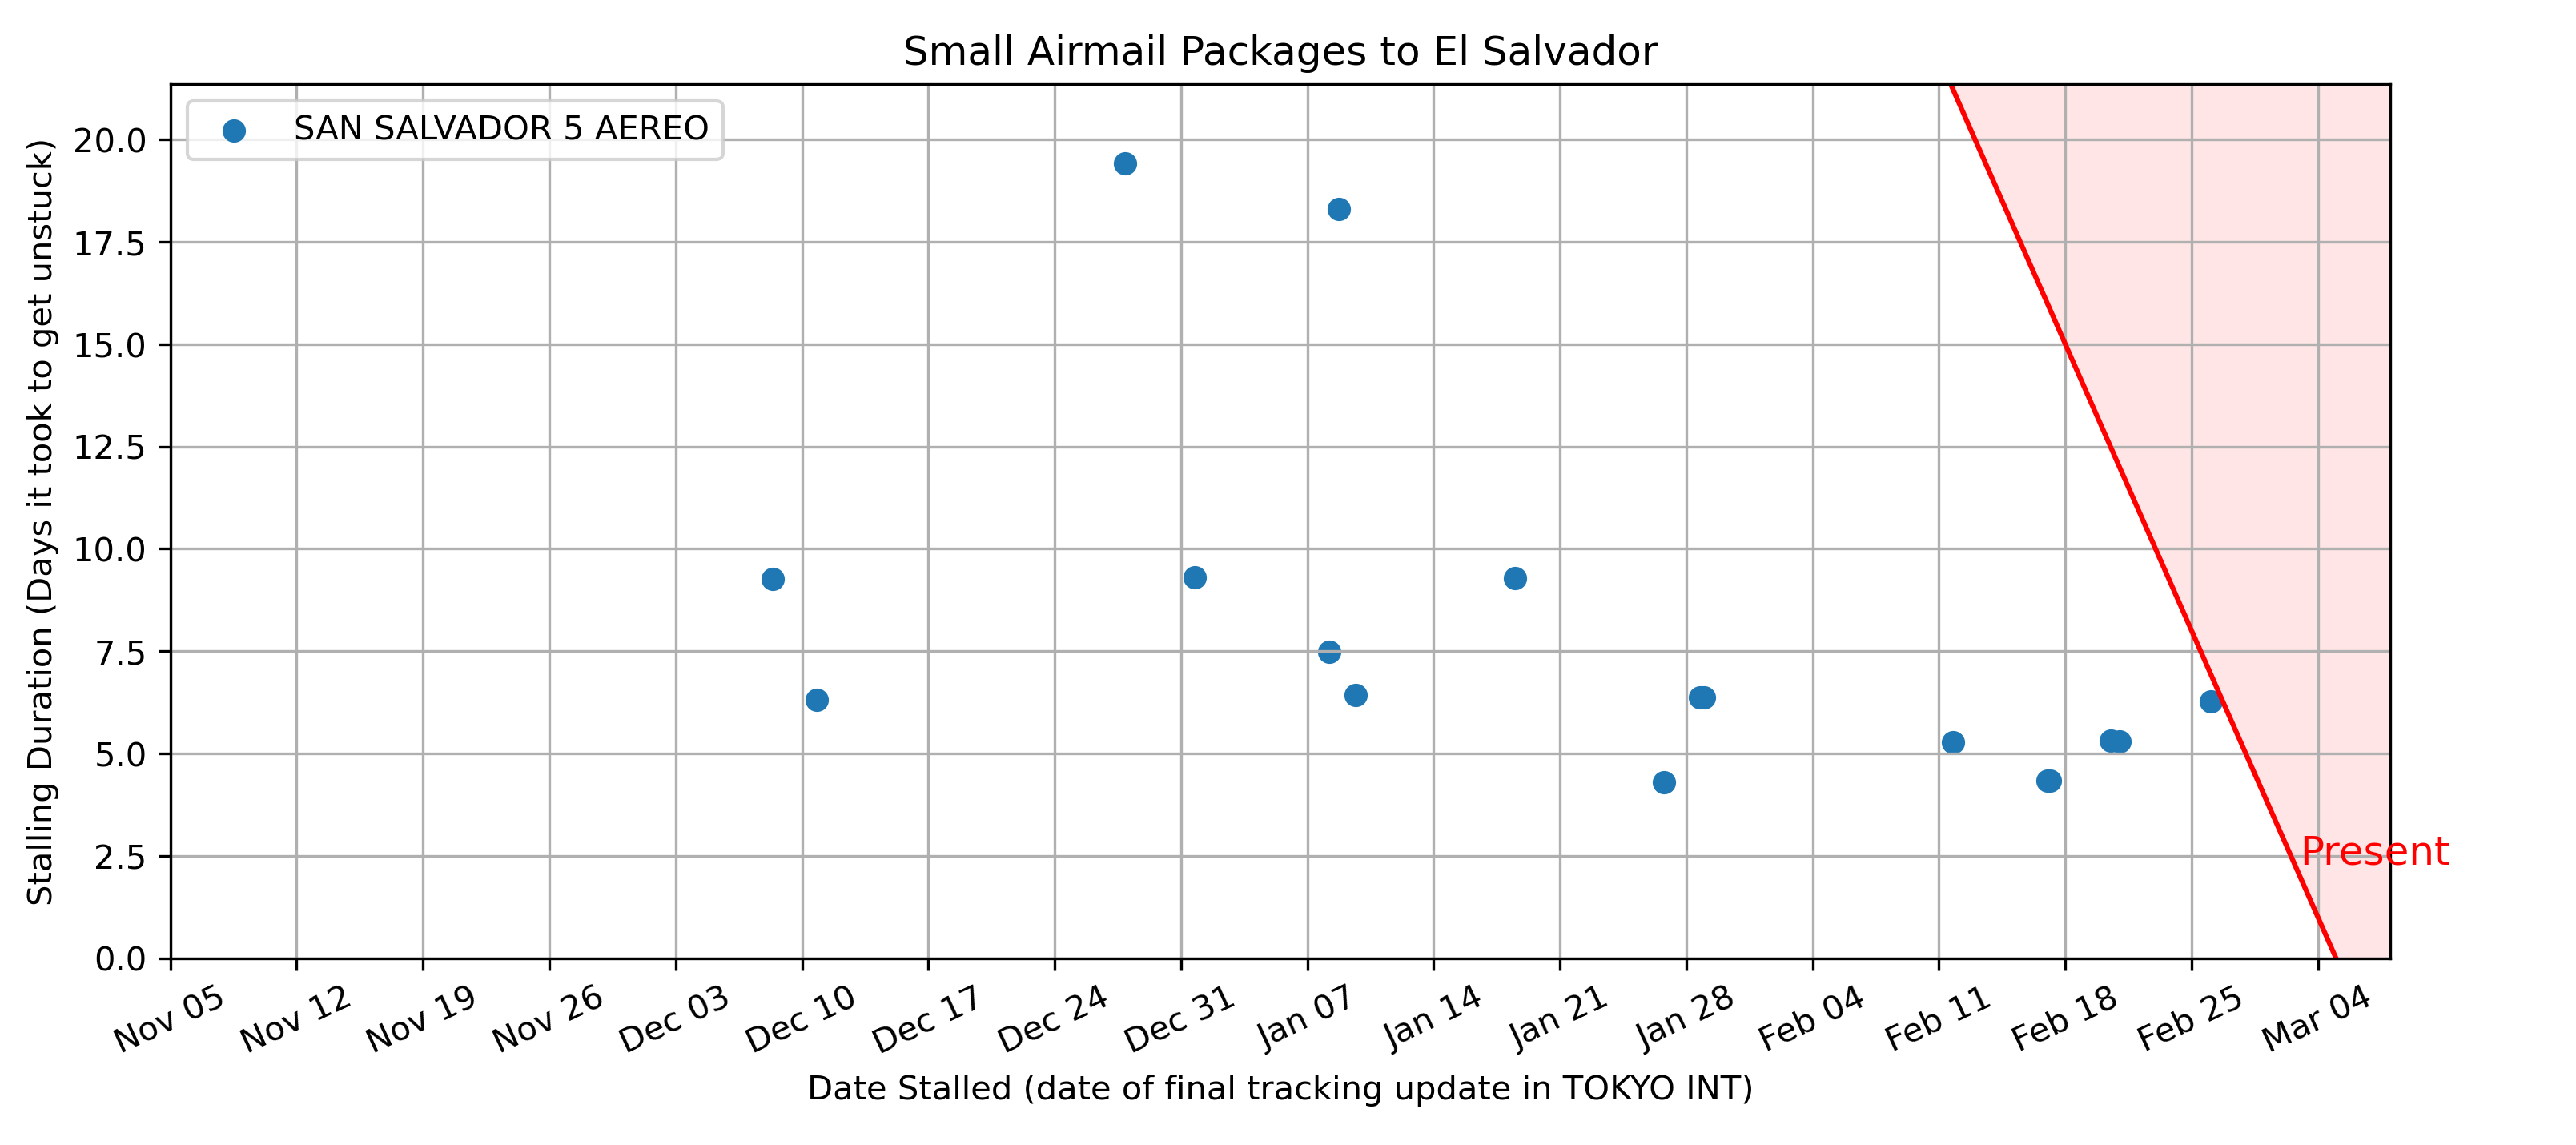 Small Airmail Packages to El Salvador
SAN SALVADOR 5 AEREO
Stalling Duration (Days it took to get unstuck)
20.0
17.5
15.0
12.5
10.0
7.5
5.0
2.5
0.0
Present
Nov 05
Nov 12
Nov 19
Nov 26
Dec 03
Dec 10
Dec 17
Dec 24
Dec 31
Jan 07
Jan 14
Jan 21
Jan 28
Feb 04
Feb 11
Feb 18
Feb 25
Mar 04
Date Stalled (date of final tracking update in TOKYO INT)